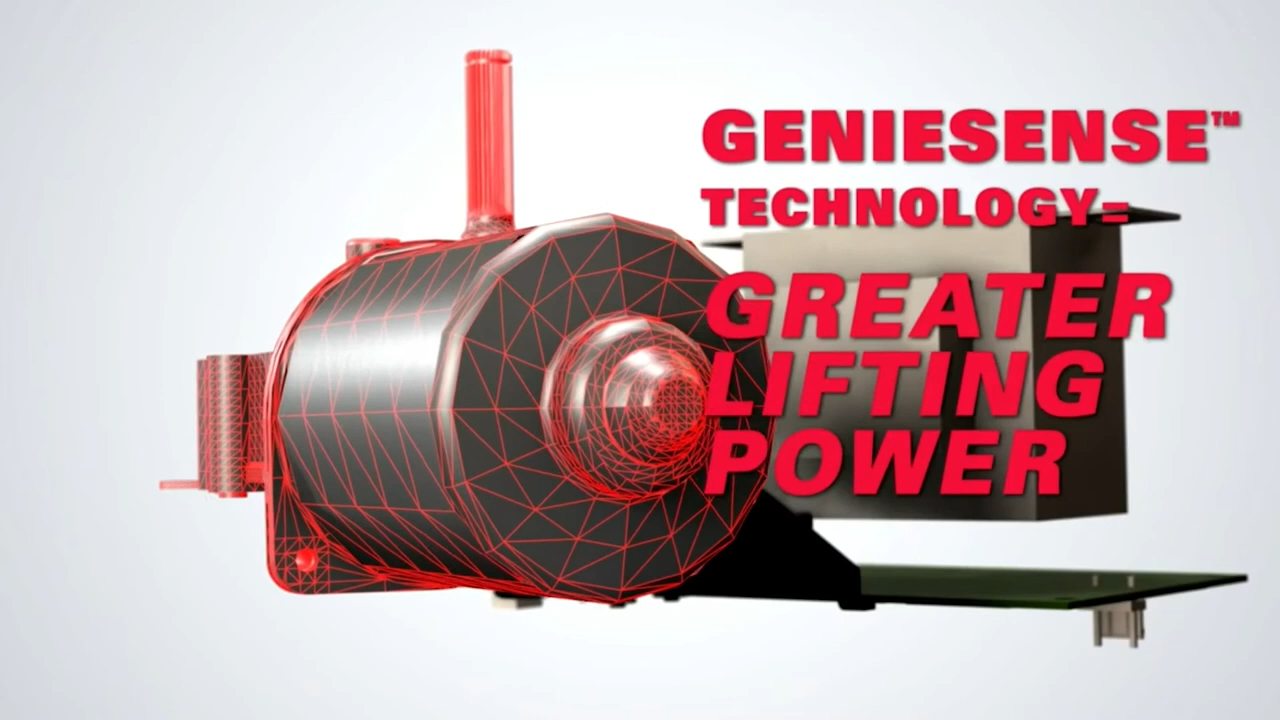 GENIESENSE™
TECHNOLOGY=
GREATER
LIFTING
POWER